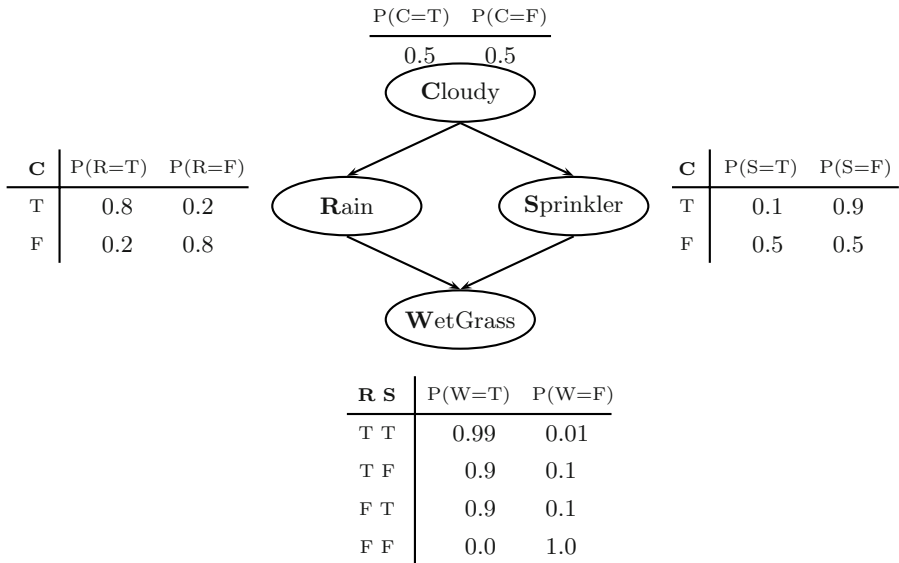 P(C=T) P(C=F)
0.5 0.5
Cloudy
C P(R=T) P(R=F)
T 0.8 0.2
F 0.2 0.8
Rain
Sprinkler
C P(S=T) P(S=F)
T 0.1 0.9
F 0.5 0.5
WetGrass
R S P(W=T) P(W=F)
T T 0.99 0.01
T F 0.9 0.1
F T 0.9 0.1
F F 0.0 1.0